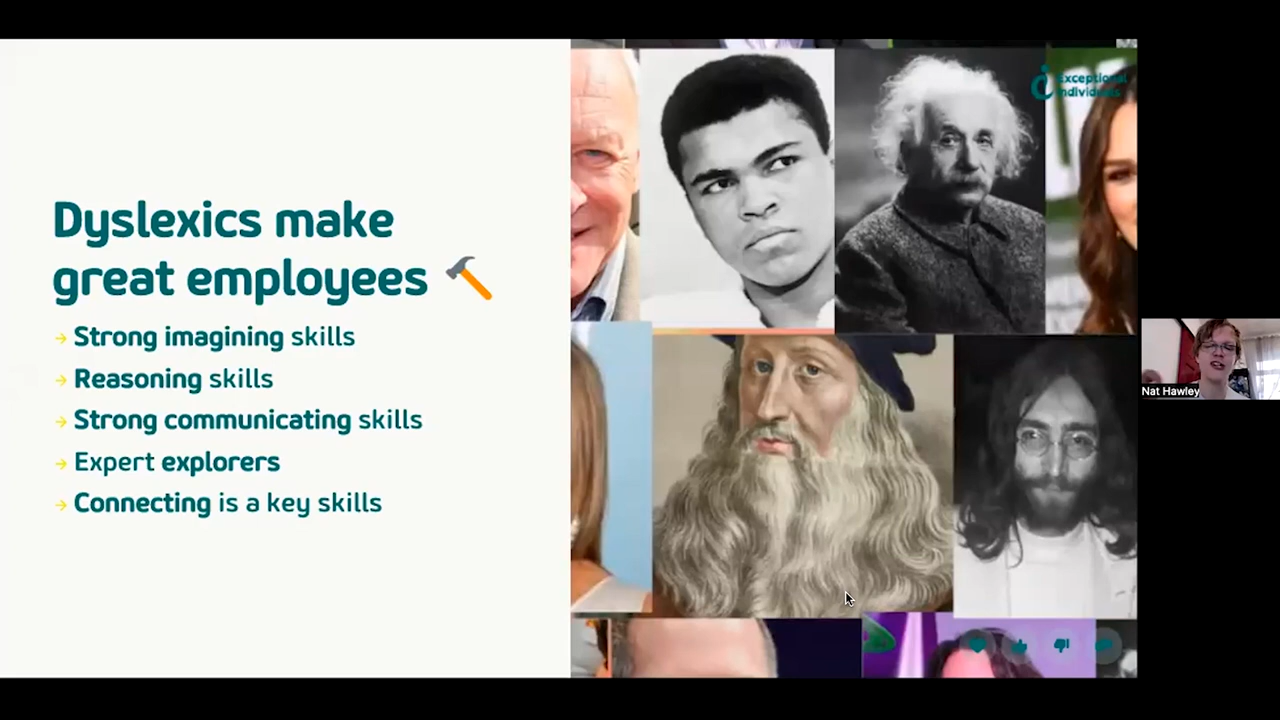 Dyslexics make
great employees
Strong imagining skills
Reasoning skills
Strong communicating skills
Expert explorers
Connecting is a key skills
Exceptional
Individuals
Nat Hawley